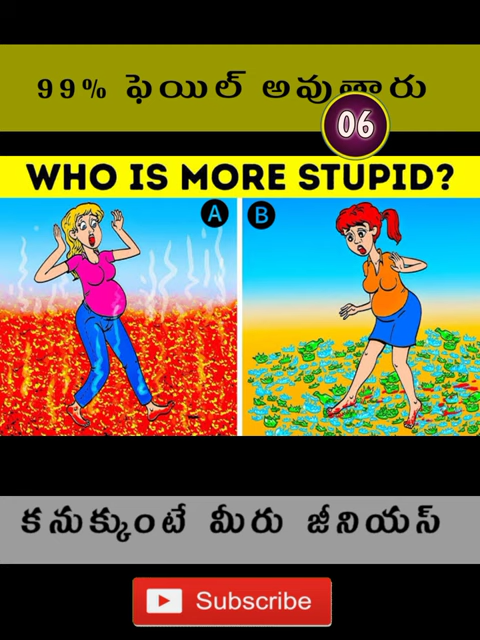 99% ఫెయిల్ అవుతారు
06
WHO IS MORE STUPID?
A B
కనుక్కుంటే మీరు జీనియస్
Subscribe